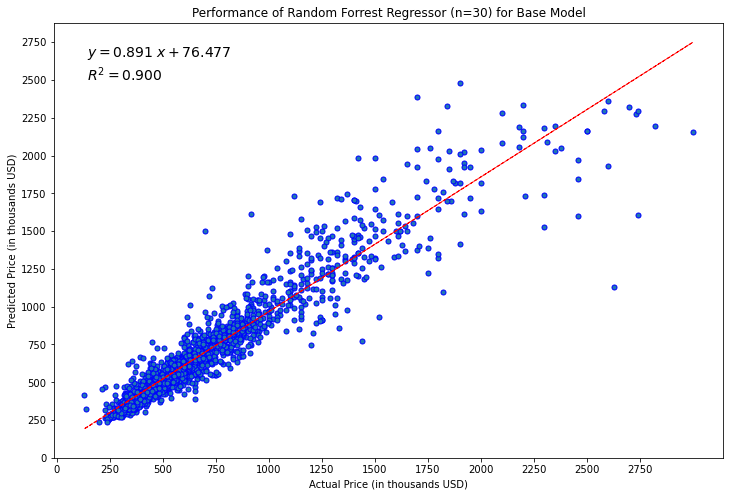 Performance of Random Forrest Regressor (n=30) for Base Model
y = 0.891 x + 76.477
R² = 0.900
Predicted Price (in thousands USD)
2750
2500
2250
2000
1750
1500
1250
1000
750
500
250
0
0 250 500 750 1000 1250 1500 1750 2000 2250 2500 2750
Actual Price (in thousands USD)